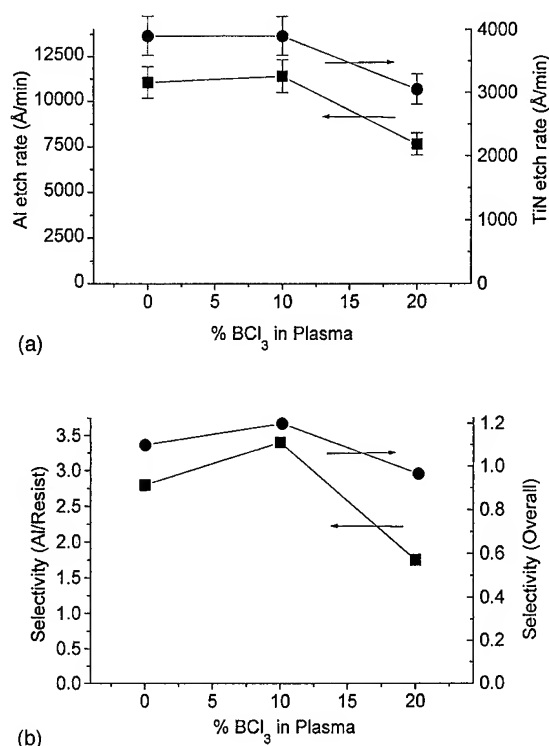 Al etch rate (Å/min)
12500
10000
7500
5000
2500
0
4000
3000
2000
1000
0
TiN etch rate (Å/min)
0 5 10 15 20
% BCl₃ in Plasma
(a)
Selectivity (Al/Resist)
3.5
3.0
2.5
2.0
1.5
1.0
0.5
0.0
1.2
1.0
0.8
0.6
0.4
0.2
0.0
Selectivity (Overall)
0 5 10 15 20
% BCl₃ in Plasma
(b)